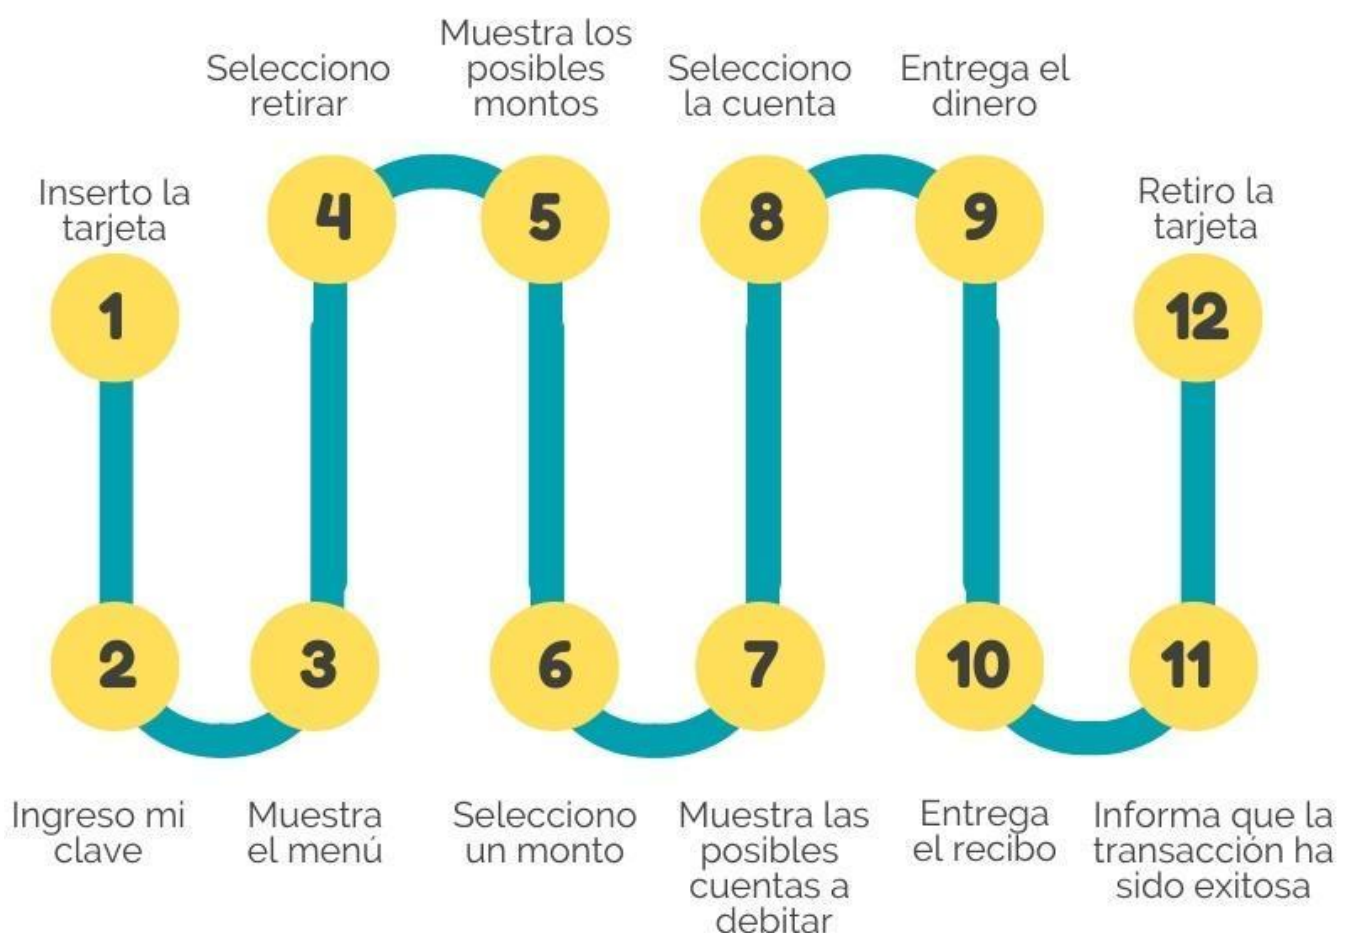 Inserto la
tarjeta
1
2
Ingreso mi
clave
3
Muestra
el menú
Selecciono
retirar
4
Muestra los
posibles
montos
5
6
Selecciono
un monto
7
Muestra las
posibles
cuentas a
debitar
Selecciono
la cuenta
8
Entrega el
dinero
9
10
Entrega
el recibo
11
Informa que la
transacción ha
sido exitosa
Retiro la
tarjeta
12